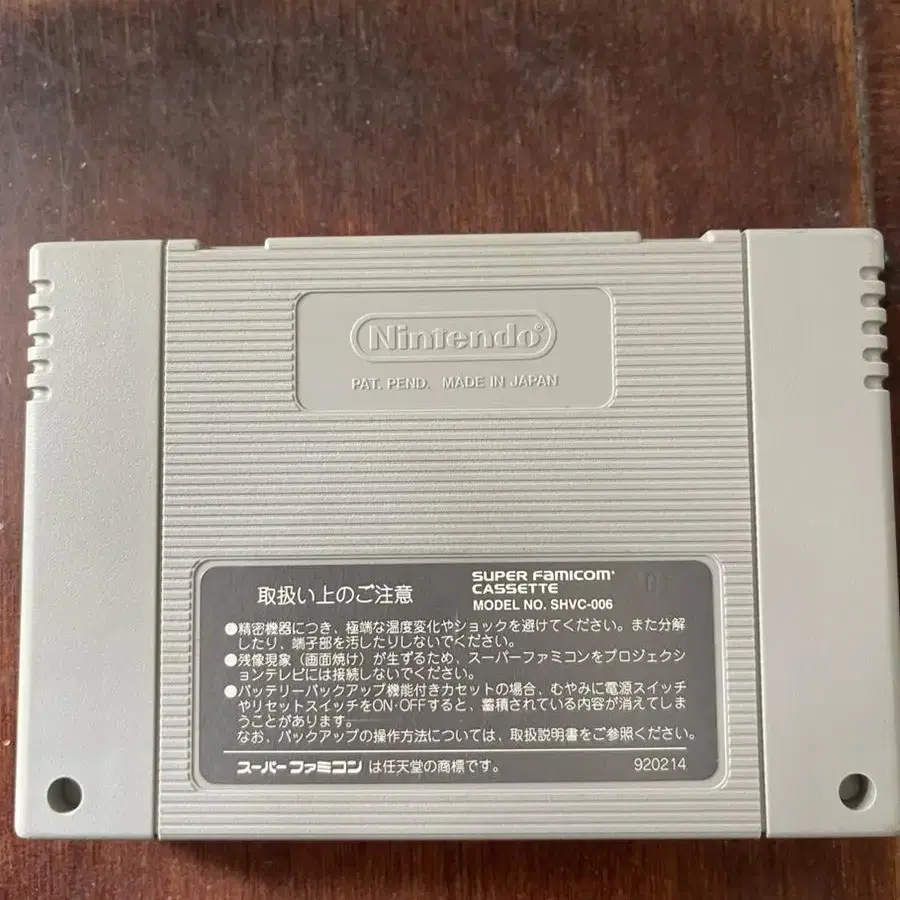 Nintendo®
PAT. PEND. MADE IN JAPAN
取扱い上のご注意
SUPER FAMICOM
CASSETTE
MODEL NO. SHVC-006
●精密機器につき、極端な温度変化やショックを避けてください。また分解
したり、端子部を汚したりしないでください。
●残像現象（画面焼け）が生ずるため、スーパーファミコンをプロジェクシ
ョンテレビには接続しないでください。
●バッテリーバックアップ機能付きカセットの場合、むやみに電源スイッチ
やリセットスイッチをON・OFFすると、蓄積されている内容が消えてしま
うことがあります。
なお、バックアップの操作方法については、取扱説明書をご参照ください。
スーパーファミコン は任天堂の商標です。
920214